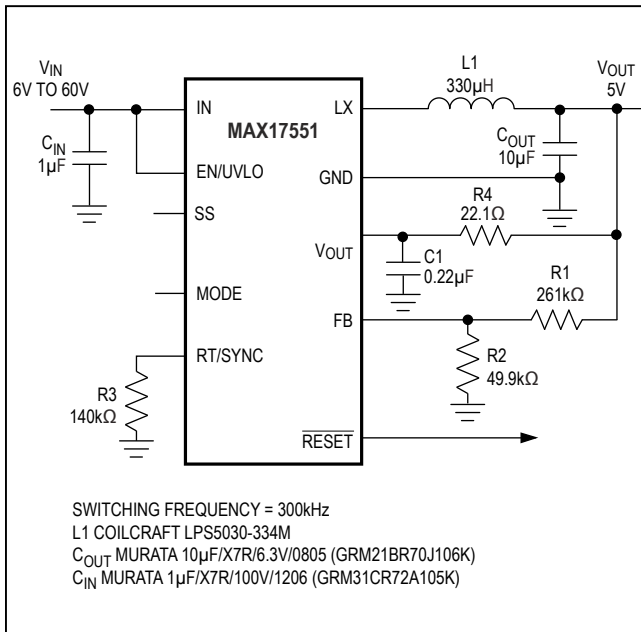 VIN
6V TO 60V
CIN
1µF
IN
MAX17551
LX
L1
330µH
VOUT
5V
COUT
10µF
EN/UVLO
GND
SS
R4
22.1Ω
VOUT
C1
0.22µF
MODE
R1
261kΩ
FB
RT/SYNC
R2
49.9kΩ
R3
140kΩ
RESET
SWITCHING FREQUENCY = 300kHz
L1 COILCRAFT LPS5030-334M
COUT MURATA 10µF/X7R/6.3V/0805 (GRM21BR70J106K)
CIN MURATA 1µF/X7R/100V/1206 (GRM31CR72A105K)